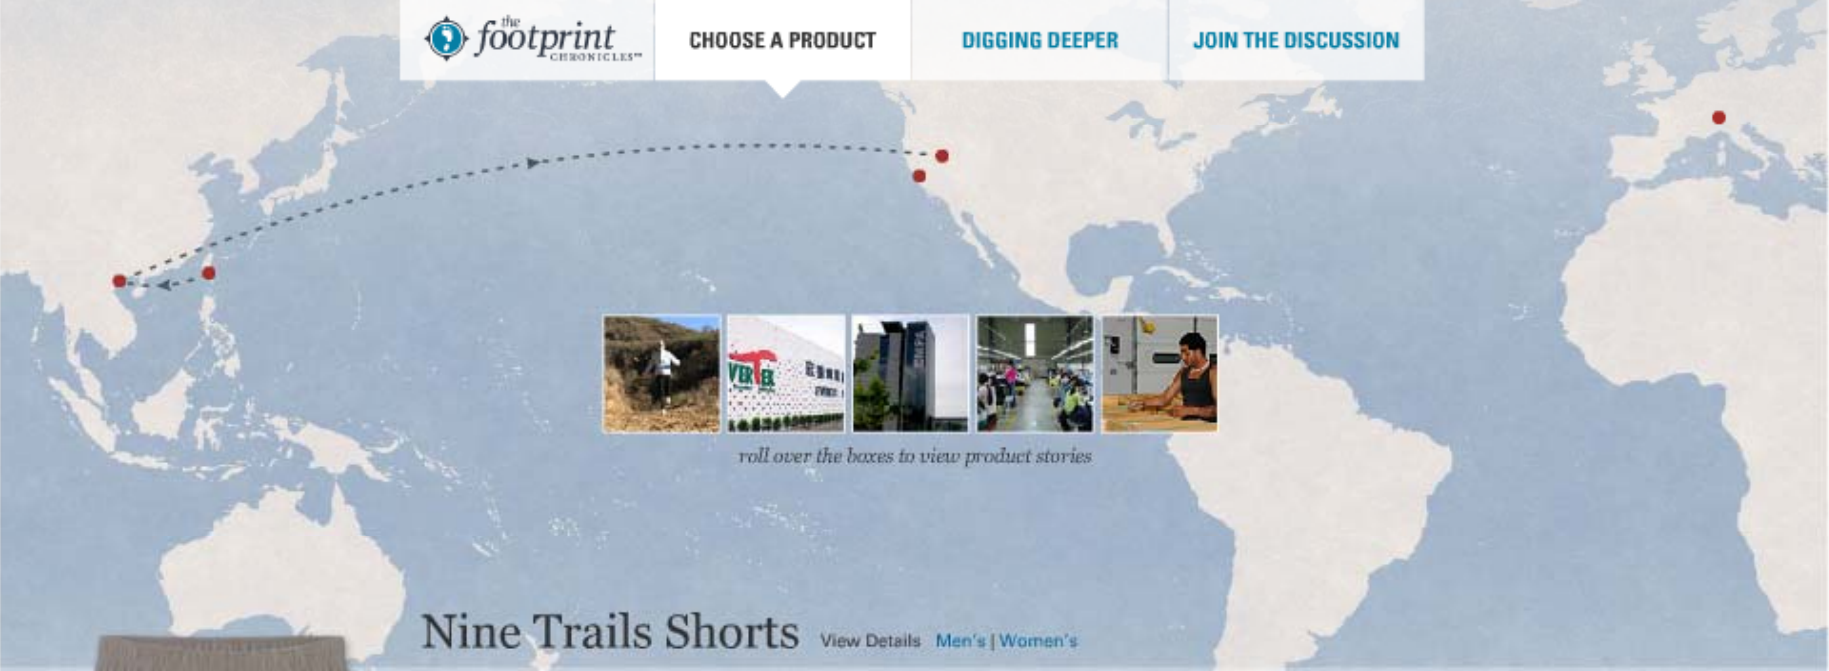 the
footprint
CHRONICLES™
CHOOSE A PRODUCT
DIGGING DEEPER
JOIN THE DISCUSSION
roll over the boxes to view product stories
Nine Trails Shorts
View Details Men's | Women's